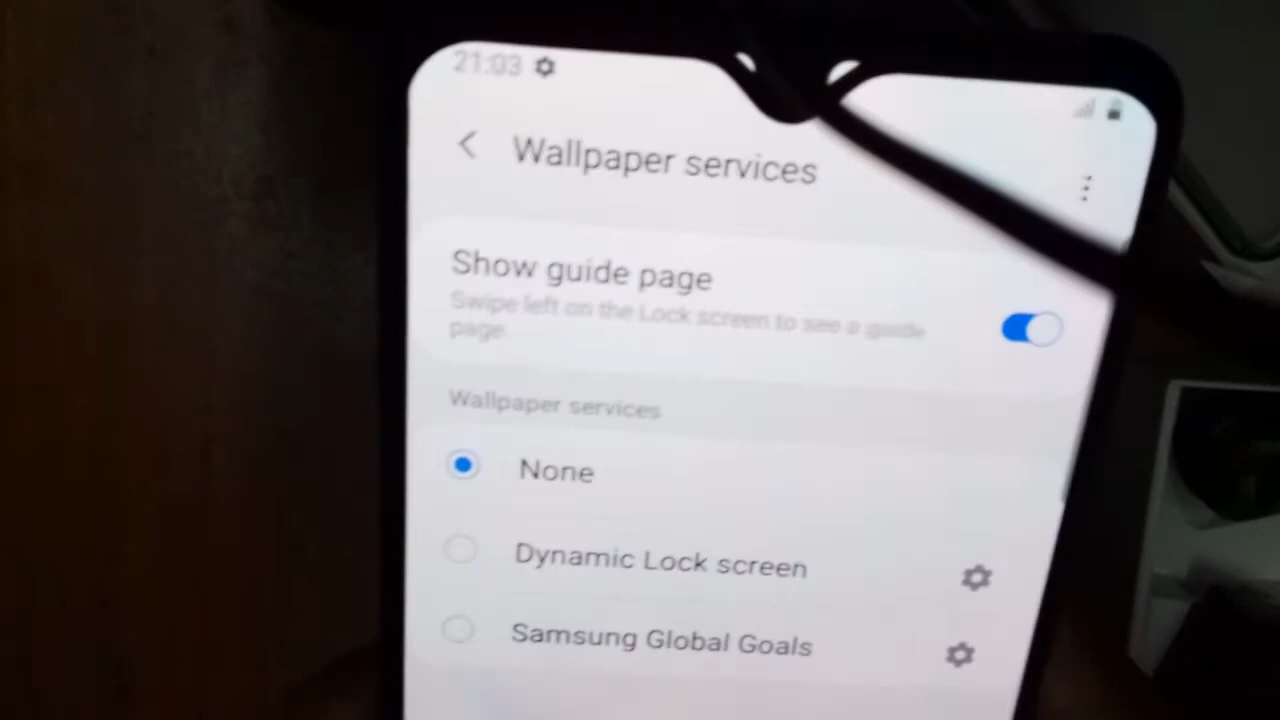 21:03
Wallpaper services
Show guide page
Swipe left on the Lock screen to see a guide
page.
Wallpaper services
None
Dynamic Lock screen
Samsung Global Goals